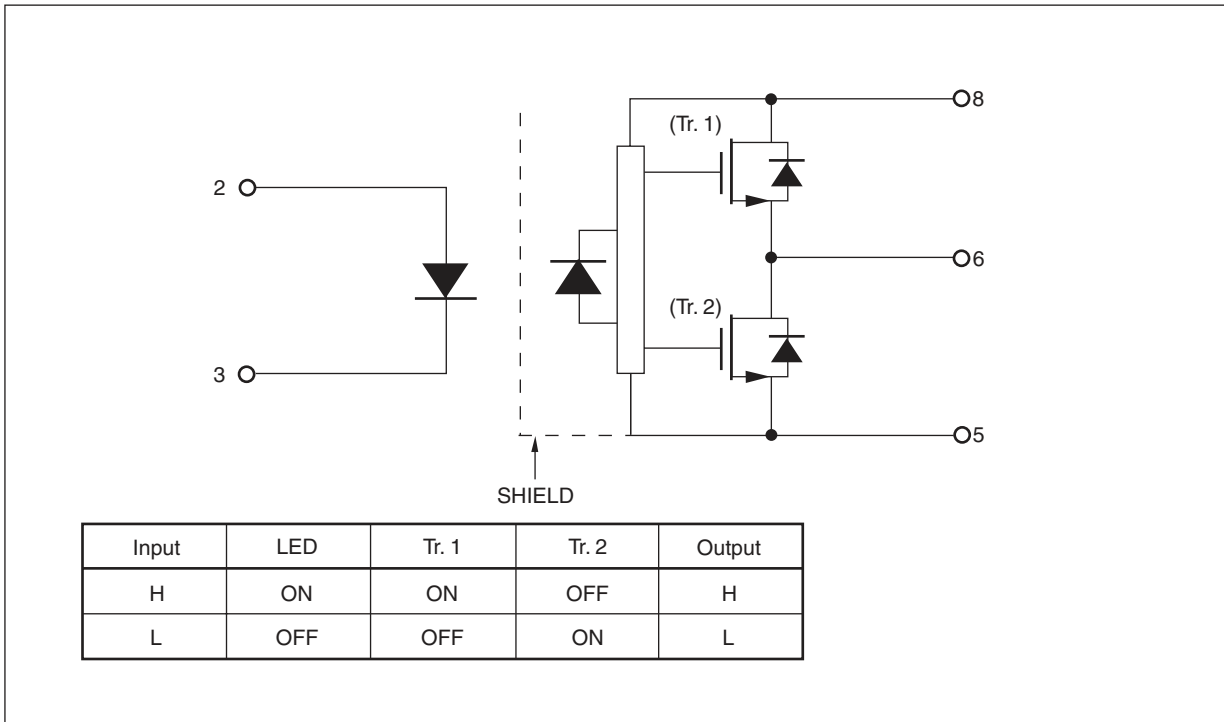 8
(Tr. 1)
2
6
(Tr. 2)
3
5
SHIELD
Input LED Tr. 1 Tr. 2 Output
H ON ON OFF H
L OFF OFF ON L